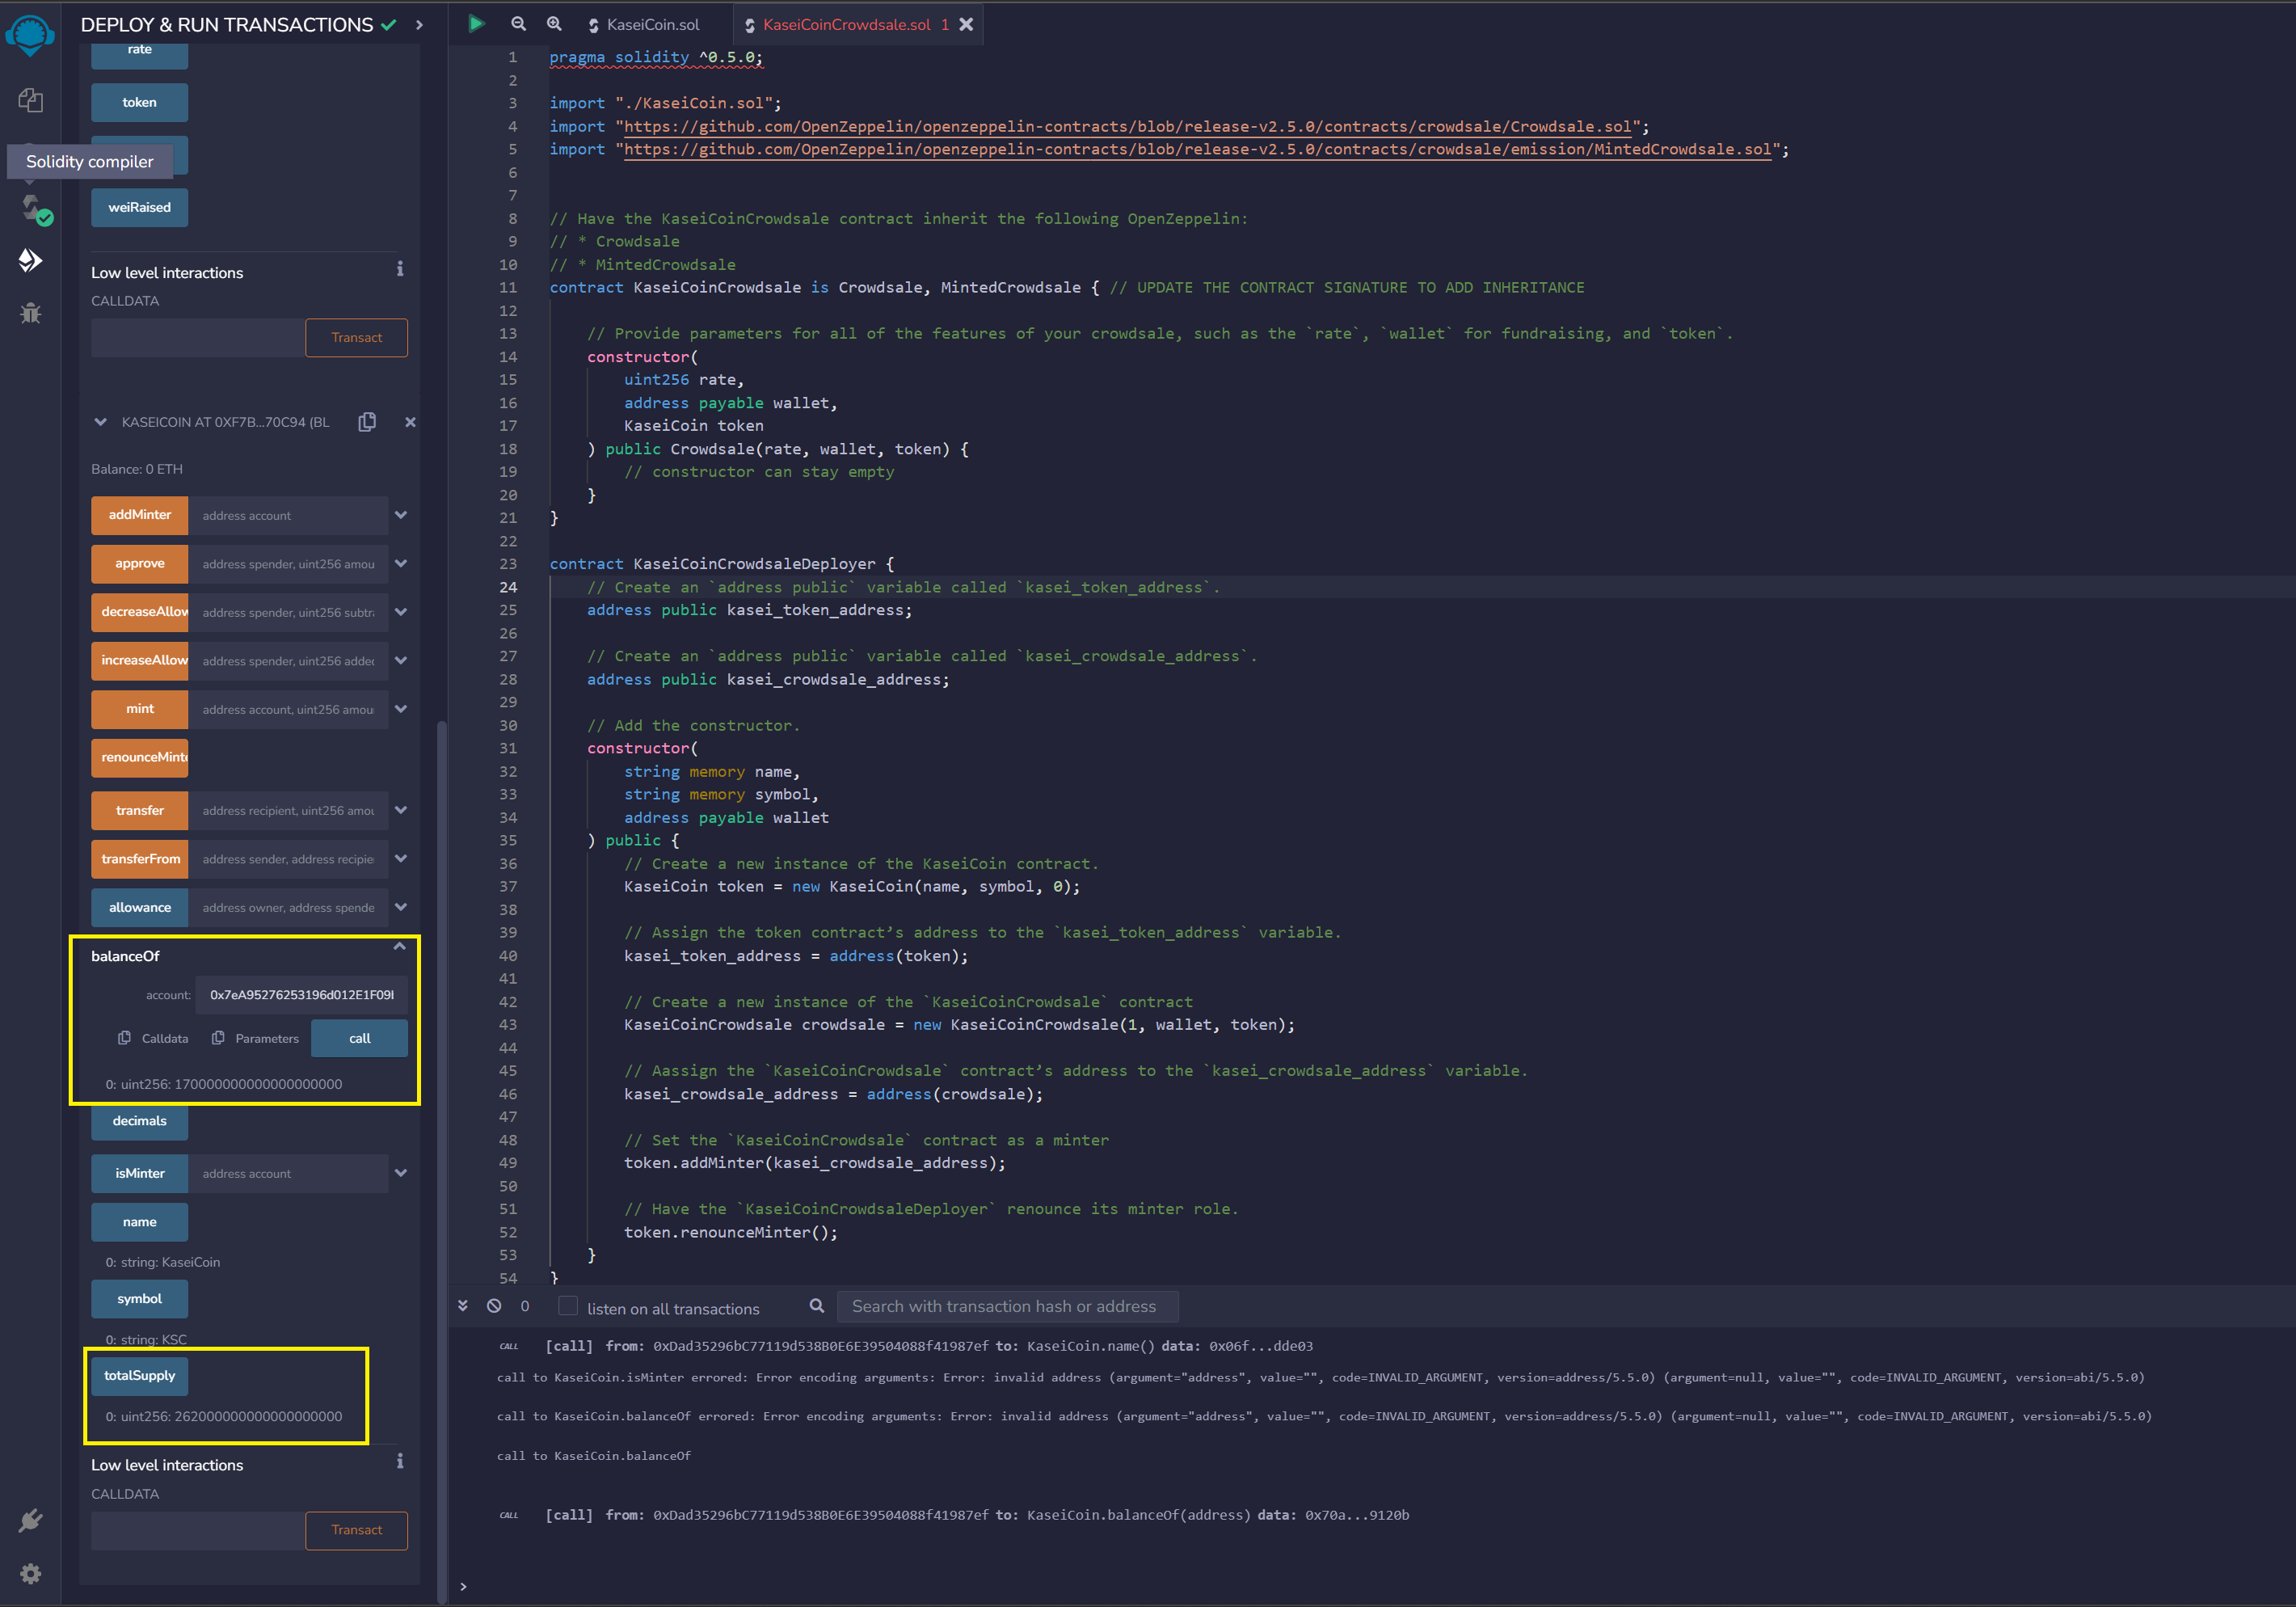 DEPLOY & RUN TRANSACTIONS
rate
token
Solidity compiler
weiRaised
Low level interactions
CALLDATA
Transact
KASEICOIN AT 0XF7B...70C94 (BL
Balance: 0 ETH
addMinter address account
approve address spender, uint256 amou
decreaseAllow address spender, uint256 subtra
increaseAllow address spender, uint256 added
mint address account, uint256 amou
renounceMinte
transfer address recipient, uint256 amou
transferFrom address sender, address recipie
allowance address owner, address spende
balanceOf
account: 0x7eA95276253196d012E1F09I
Calldata Parameters call
0: uint256: 170000000000000000000
decimals
isMinter address account
name
0: string: KaseiCoin
symbol
0: string: KSC
totalSupply
0: uint256: 262000000000000000000
Low level interactions
CALLDATA
Transact
KaseiCoin.sol KaseiCoinCrowdsale.sol 1
1 pragma solidity ^0.5.0;
2
3 import "./KaseiCoin.sol";
4 import "https://github.com/OpenZeppelin/openzeppelin-contracts/blob/release-v2.5.0/contracts/crowdsale/Crowdsale.sol";
5 import "https://github.com/OpenZeppelin/openzeppelin-contracts/blob/release-v2.5.0/contracts/crowdsale/emission/MintedCrowdsale.sol";
6
7
8 // Have the KaseiCoinCrowdsale contract inherit the following OpenZeppelin:
9 // * Crowdsale
10 // * MintedCrowdsale
11 contract KaseiCoinCrowdsale is Crowdsale, MintedCrowdsale { // UPDATE THE CONTRACT SIGNATURE TO ADD INHERITANCE
12
13 // Provide parameters for all of the features of your crowdsale, such as the `rate`, `wallet` for fundraising, and `token`.
14 constructor(
15 uint256 rate,
16 address payable wallet,
17 KaseiCoin token
18 ) public Crowdsale(rate, wallet, token) {
19 // constructor can stay empty
20 }
21 }
22
23 contract KaseiCoinCrowdsaleDeployer {
24 // Create an `address public` variable called `kasei_token_address`.
25 address public kasei_token_address;
26
27 // Create an `address public` variable called `kasei_crowdsale_address`.
28 address public kasei_crowdsale_address;
29
30 // Add the constructor.
31 constructor(
32 string memory name,
33 string memory symbol,
34 address payable wallet
35 ) public {
36 // Create a new instance of the KaseiCoin contract.
37 KaseiCoin token = new KaseiCoin(name, symbol, 0);
38
39 // Assign the token contract’s address to the `kasei_token_address` variable.
40 kasei_token_address = address(token);
41
42 // Create a new instance of the `KaseiCoinCrowdsale` contract
43 KaseiCoinCrowdsale crowdsale = new KaseiCoinCrowdsale(1, wallet, token);
44
45 // Aassign the `KaseiCoinCrowdsale` contract’s address to the `kasei_crowdsale_address` variable.
46 kasei_crowdsale_address = address(crowdsale);
47
48 // Set the `KaseiCoinCrowdsale` contract as a minter
49 token.addMinter(kasei_crowdsale_address);
50
51 // Have the `KaseiCoinCrowdsaleDeployer` renounce its minter role.
52 token.renounceMinter();
53 }
54 }
0 listen on all transactions Search with transaction hash or address
CALL [call] from: 0xDad35296bC77119d538B0E6E39504088f41987ef to: KaseiCoin.name() data: 0x06f...dde03
call to KaseiCoin.isMinter errored: Error encoding arguments: Error: invalid address (argument="address", value="", code=INVALID_ARGUMENT, version=address/5.5.0) (argument=null, value="", code=INVALID_ARGUMENT, version=abi/5.5.0)
call to KaseiCoin.balanceOf errored: Error encoding arguments: Error: invalid address (argument="address", value="", code=INVALID_ARGUMENT, version=address/5.5.0) (argument=null, value="", code=INVALID_ARGUMENT, version=abi/5.5.0)
call to KaseiCoin.balanceOf
CALL [call] from: 0xDad35296bC77119d538B0E6E39504088f41987ef to: KaseiCoin.balanceOf(address) data: 0x70a...9120b
>